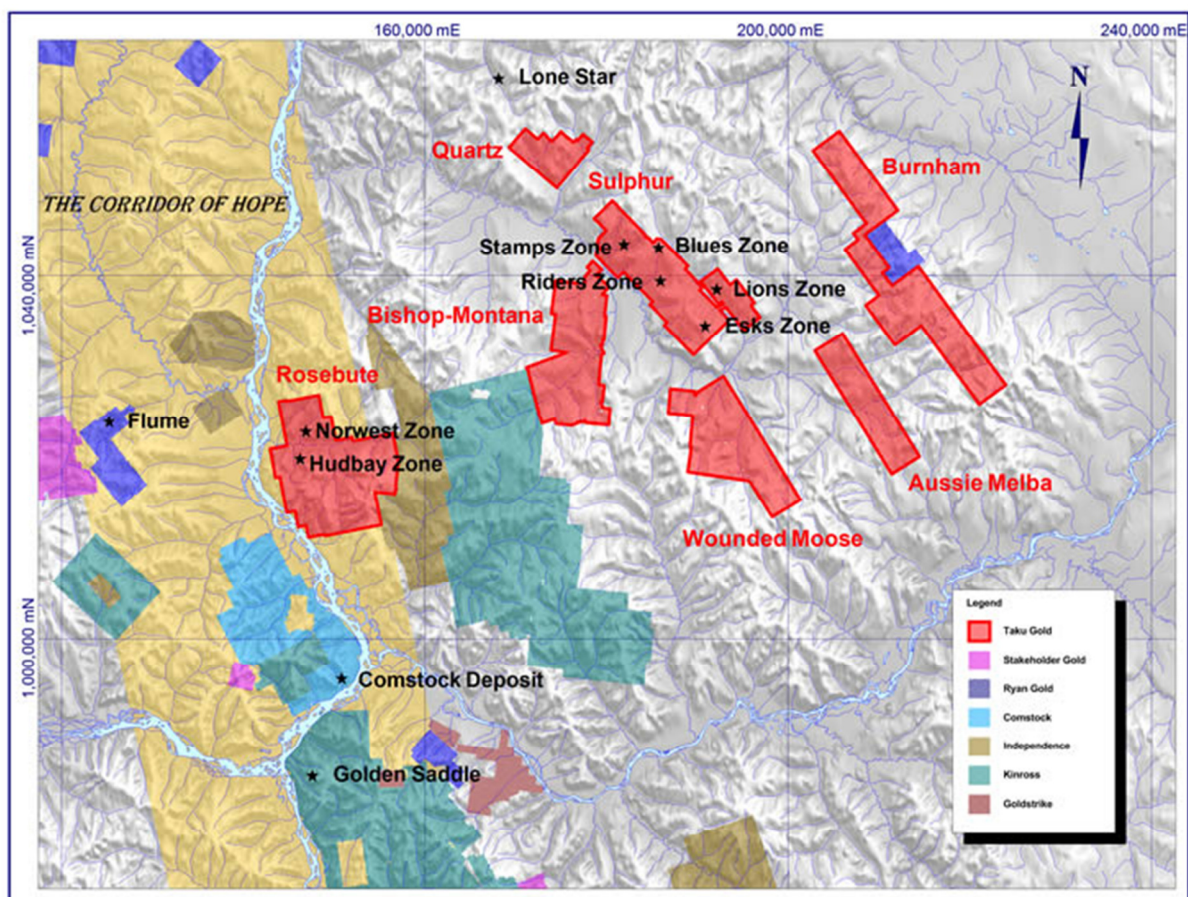 160,000 mE
200,000 mE
240,000 mE
N
Lone Star
Quartz
Burnham
Sulphur
THE CORRIDOR OF HOPE
Stamps Zone
Blues Zone
1,040,000 mN
Riders Zone
Lions Zone
Bishop-Montana
Esks Zone
Rosebute
Flume
Norwest Zone
Hudbay Zone
Aussie Melba
Wounded Moose
Legend
Taku Gold
Stakeholder Gold
Ryan Gold
Comstock
Independence
Kinross
Goldstrike
1,000,000 mN
Comstock Deposit
Golden Saddle